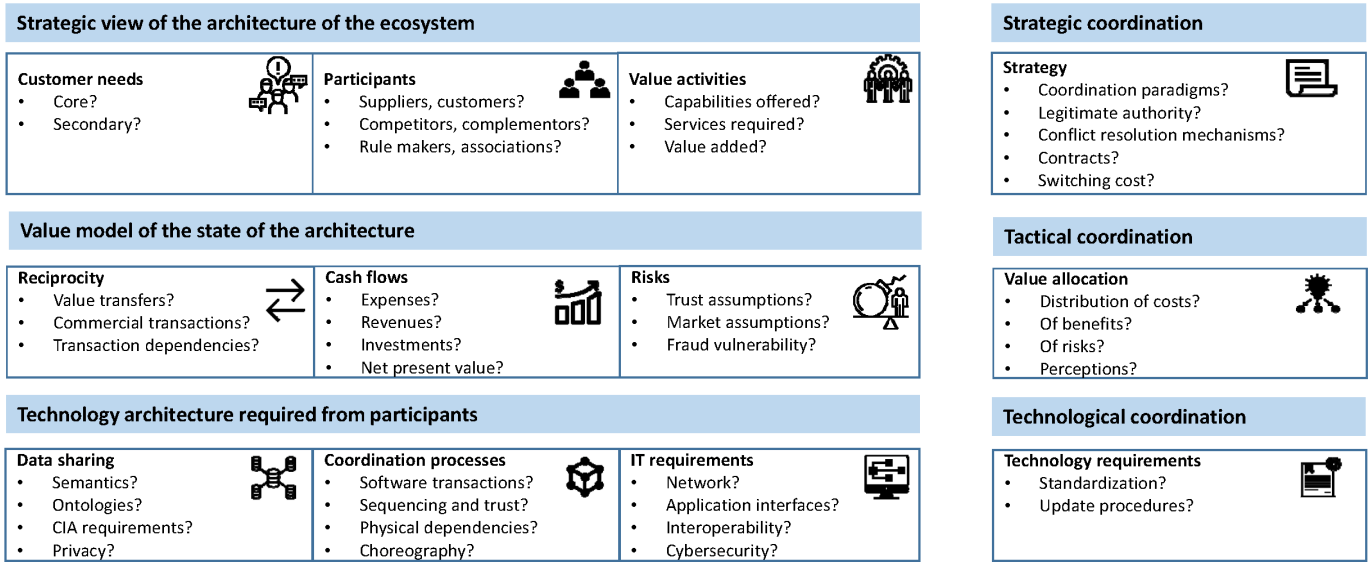 Strategic view of the architecture of the ecosystem
Customer needs
• Core?
• Secondary?
Participants
• Suppliers, customers?
• Competitors, complementors?
• Rule makers, associations?
Value activities
• Capabilities offered?
• Services required?
• Value added?
Strategic coordination
Strategy
• Coordination paradigms?
• Legitimate authority?
• Conflict resolution mechanisms?
• Contracts?
• Switching cost?
Value model of the state of the architecture
Reciprocity
• Value transfers?
• Commercial transactions?
• Transaction dependencies?
Cash flows
• Expenses?
• Revenues?
• Investments?
• Net present value?
$
Risks
• Trust assumptions?
• Market assumptions?
• Fraud vulnerability?
Tactical coordination
Value allocation
• Distribution of costs?
• Of benefits?
• Of risks?
• Perceptions?
Technology architecture required from participants
Data sharing
• Semantics?
• Ontologies?
• CIA requirements?
• Privacy?
Coordination processes
• Software transactions?
• Sequencing and trust?
• Physical dependencies?
• Choreography?
IT requirements
• Network?
• Application interfaces?
• Interoperability?
• Cybersecurity?
Technological coordination
Technology requirements
• Standardization?
• Update procedures?